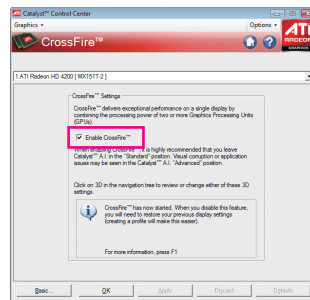 Catalyst™ Control Center
Graphics
Options
ATI
RADEON
GRAPHICS
CrossFire™
1 ATI Radeon HD 4200 [ MX151T-2 ]
CrossFire™ Settings
CrossFire™ delivers exceptional performance on a single display by
combining the processing power of two or more Graphics Processing Units
(GPUs).
Enable CrossFire™
When enabling CrossFire™, it is highly recommended that you leave
Catalyst™ A.I. in the "Standard" position. Visual corruption or application
issues may be seen in the Catalyst™ A.I. "Advanced" position.
Click on 3D in the navigation tree to review or change either of these 3D
settings.
CrossFire™ has now started. When you disable this feature,
you will need to restore your previous display settings
(creating a profile will make this easier).
For more information, press F1
Basic...
OK
Apply
Discard
Defaults